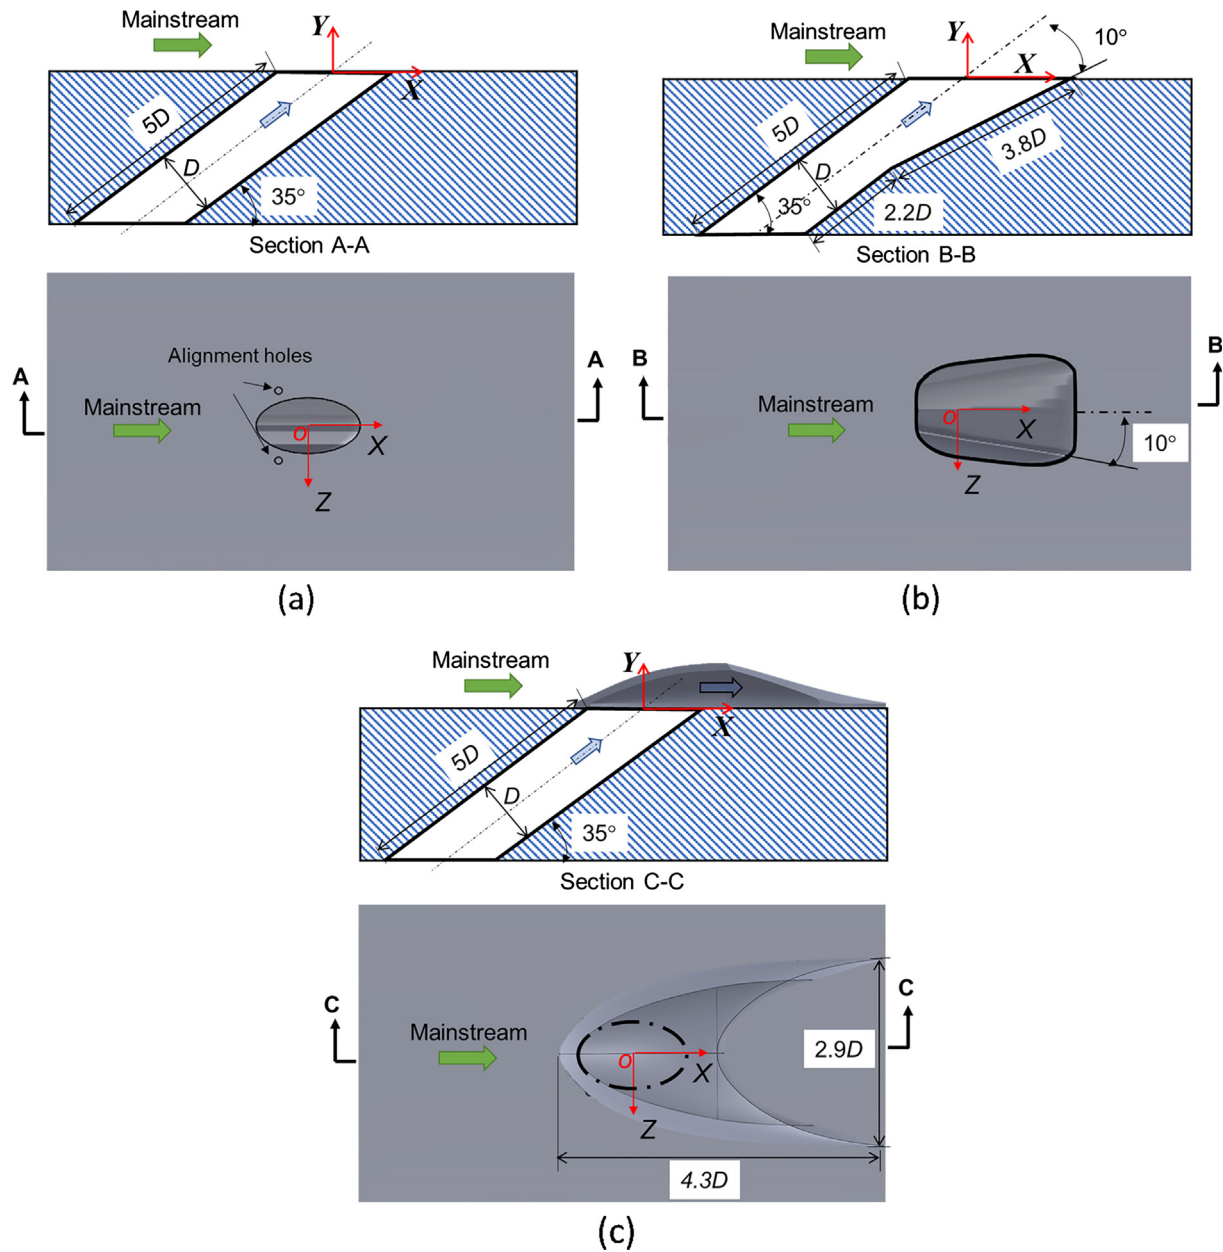 Mainstream
Y
X
5D
D
35°
Section A-A
Alignment holes
A
A
Mainstream
O
X
Z
(a)
Mainstream
Y
10°
X
5D
D
3.8D
35°
2.2D
Section B-B
B
B
Mainstream
O
X
10°
Z
(b)
Mainstream
Y
X
5D
D
35°
Section C-C
C
C
Mainstream
O
X
2.9D
Z
4.3D
(c)